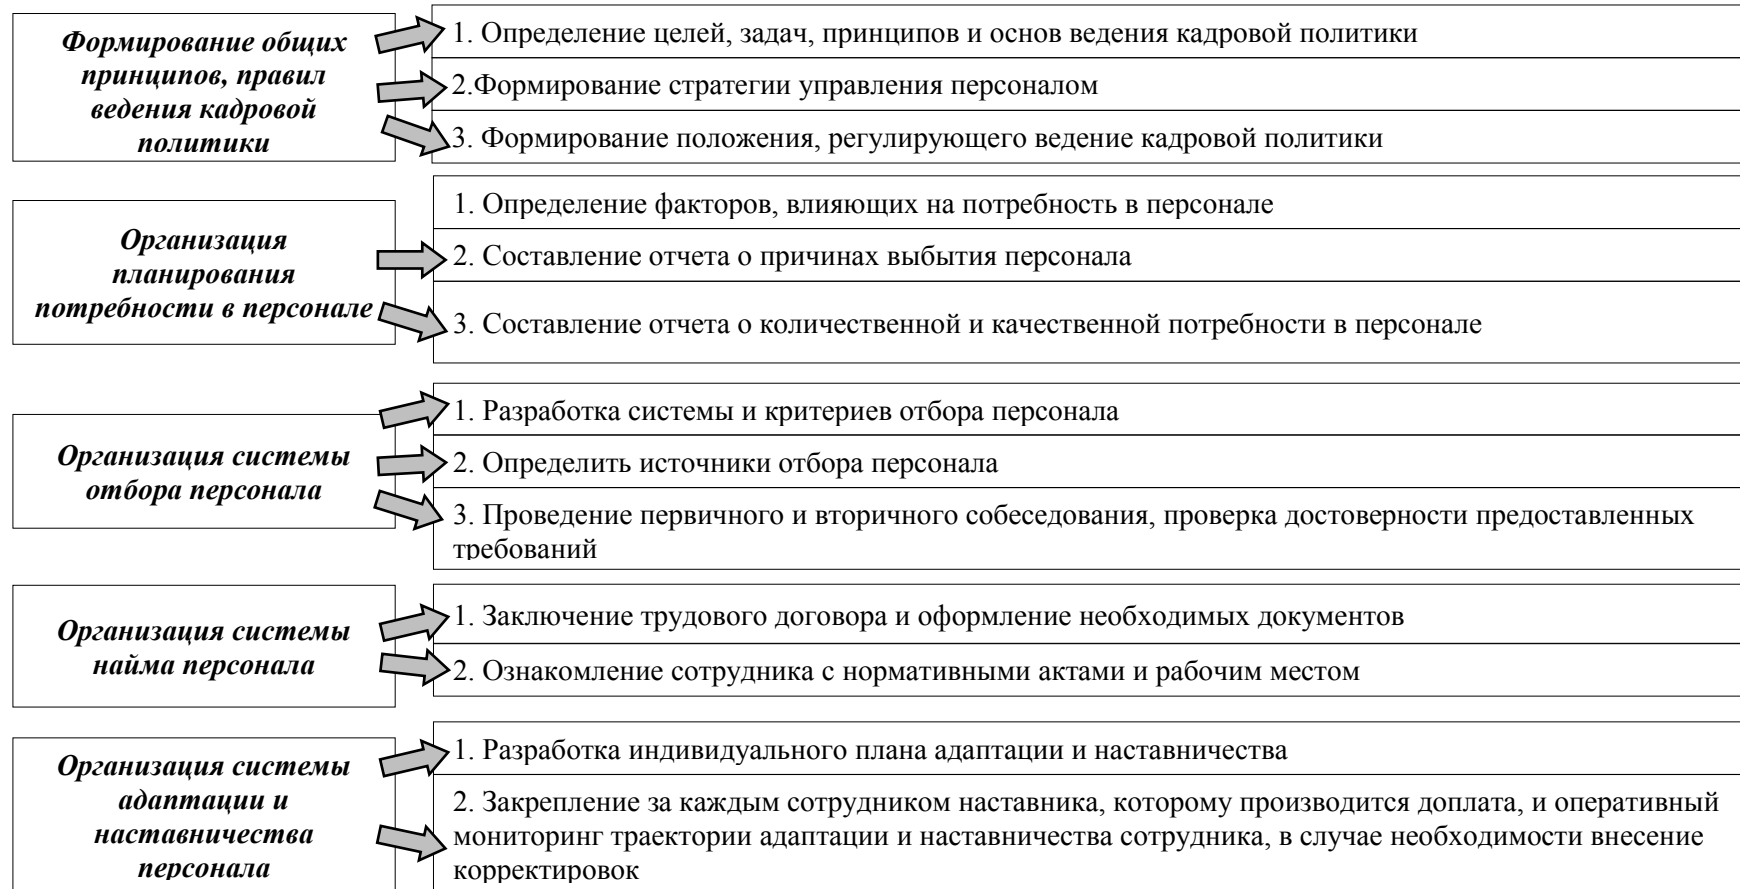 Формирование общих
принципов, правил
ведения кадровой
политики
1. Определение целей, задач, принципов и основ ведения кадровой политики
2.Формирование стратегии управления персоналом
3. Формирование положения, регулирующего ведение кадровой политики
Организация
планирования
потребности в персонале
1. Определение факторов, влияющих на потребность в персонале
2. Составление отчета о причинах выбытия персонала
3. Составление отчета о количественной и качественной потребности в персонале
Организация системы
отбора персонала
1. Разработка системы и критериев отбора персонала
2. Определить источники отбора персонала
3. Проведение первичного и вторичного собеседования, проверка достоверности предоставленных
требований
Организация системы
найма персонала
1. Заключение трудового договора и оформление необходимых документов
2. Ознакомление сотрудника с нормативными актами и рабочим местом
Организация системы
адаптации и
наставничества
персонала
1. Разработка индивидуального плана адаптации и наставничества
2. Закрепление за каждым сотрудником наставника, которому производится доплата, и оперативный
мониторинг траектории адаптации и наставничества сотрудника, в случае необходимости внесение
корректировок